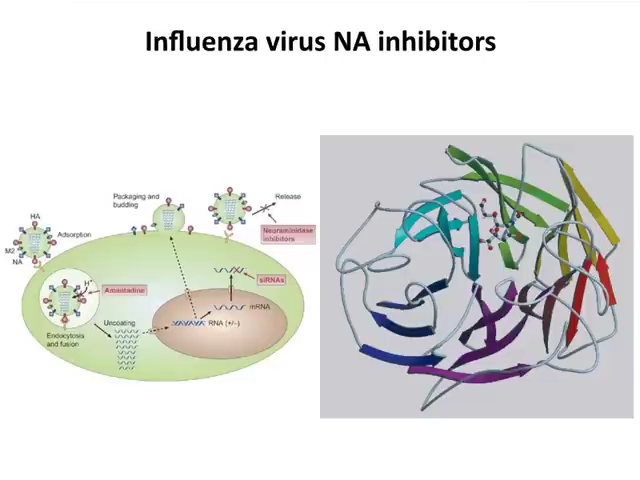 Influenza virus NA inhibitors
Packaging and
budding
Release
HA
Adsorption
M2
NA
Neuraminidase
inhibitors
H+
Amantadine
siRNAs
mRNA
Uncoating
RNA (+/–)
Endocytosis
and fusion